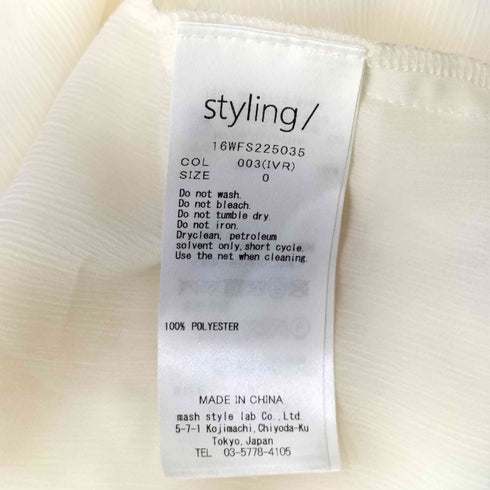 styling/
16WFS225035
COL 003(IVR)
SIZE 0
Do not wash.
Do not bleach.
Do not tumble dry.
Do not iron.
Dryclean, petroleum
solvent only, short cycle.
Use the net when cleaning.
100% POLYESTER
MADE IN CHINA
mash style lab Co., Ltd.
5-7-1 Kojimachi, Chiyoda-Ku
Tokyo, Japan
TEL 03-5778-4105